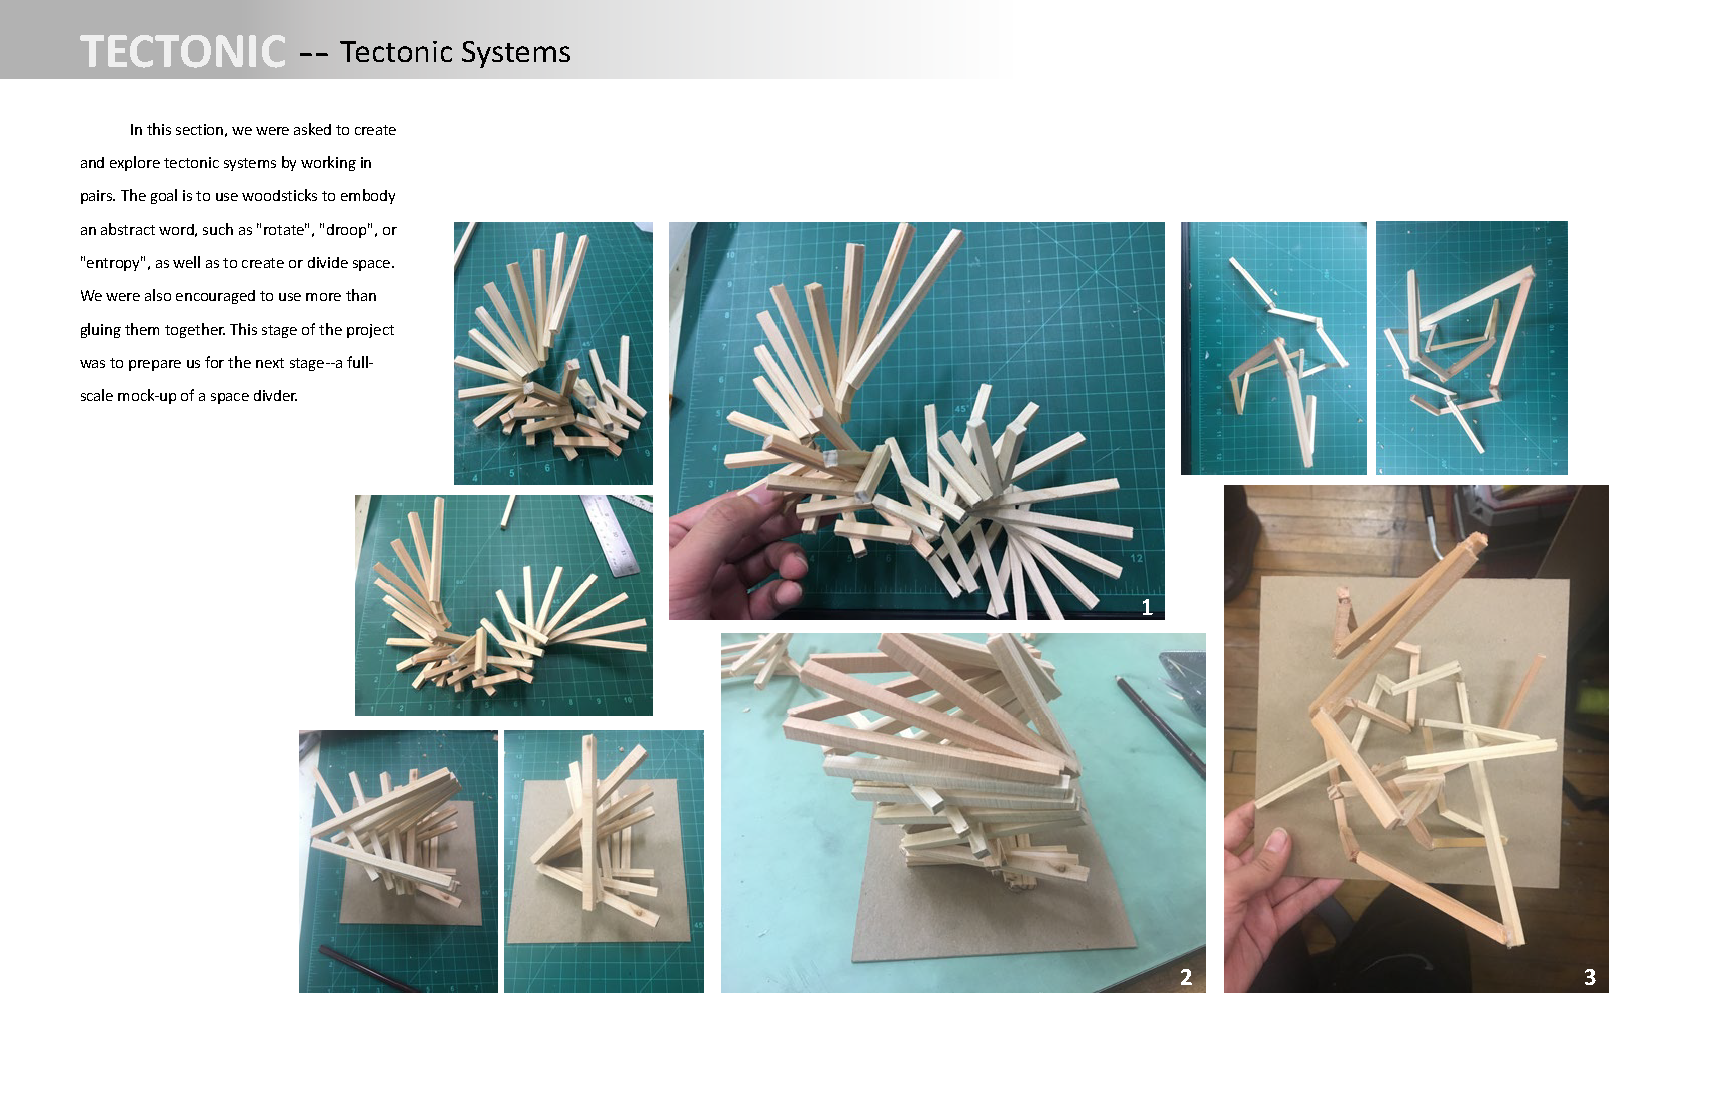 TECTONIC -- Tectonic Systems
In this section, we were asked to create
and explore tectonic systems by working in
pairs. The goal is to use woodsticks to embody
an abstract word, such as "rotate", "droop", or
"entropy", as well as to create or divide space.
We were also encouraged to use more than
gluing them together. This stage of the project
was to prepare us for the next stage--a full-
scale mock-up of a space divder.
1
2
3